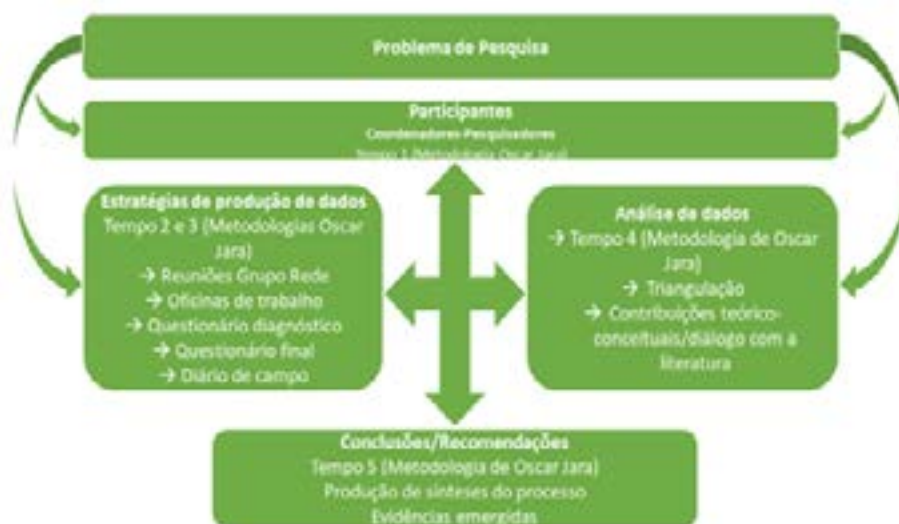 Problema de Pesquisa
Participantes
Coordenadores-Pesquisadores
Tempo 1 (Metodologia Oscar Jara)
Estratégias de produção de dados
Tempo 2 e 3 (Metodologias Oscar
Jara)
→ Reuniões Grupo Rede
→ Oficinas de trabalho
→ Questionário diagnóstico
→ Questionário final
→ Diário de campo
Análise de dados
→ Tempo 4 (Metodologia de Oscar
Jara)
→ Triangulação
→ Contribuições teórico-
conceituais/diálogo com a
literatura
Conclusões/Recomendações
Tempo 5 (Metodologia de Oscar Jara)
Produção de sínteses do processo
Evidências emergidas